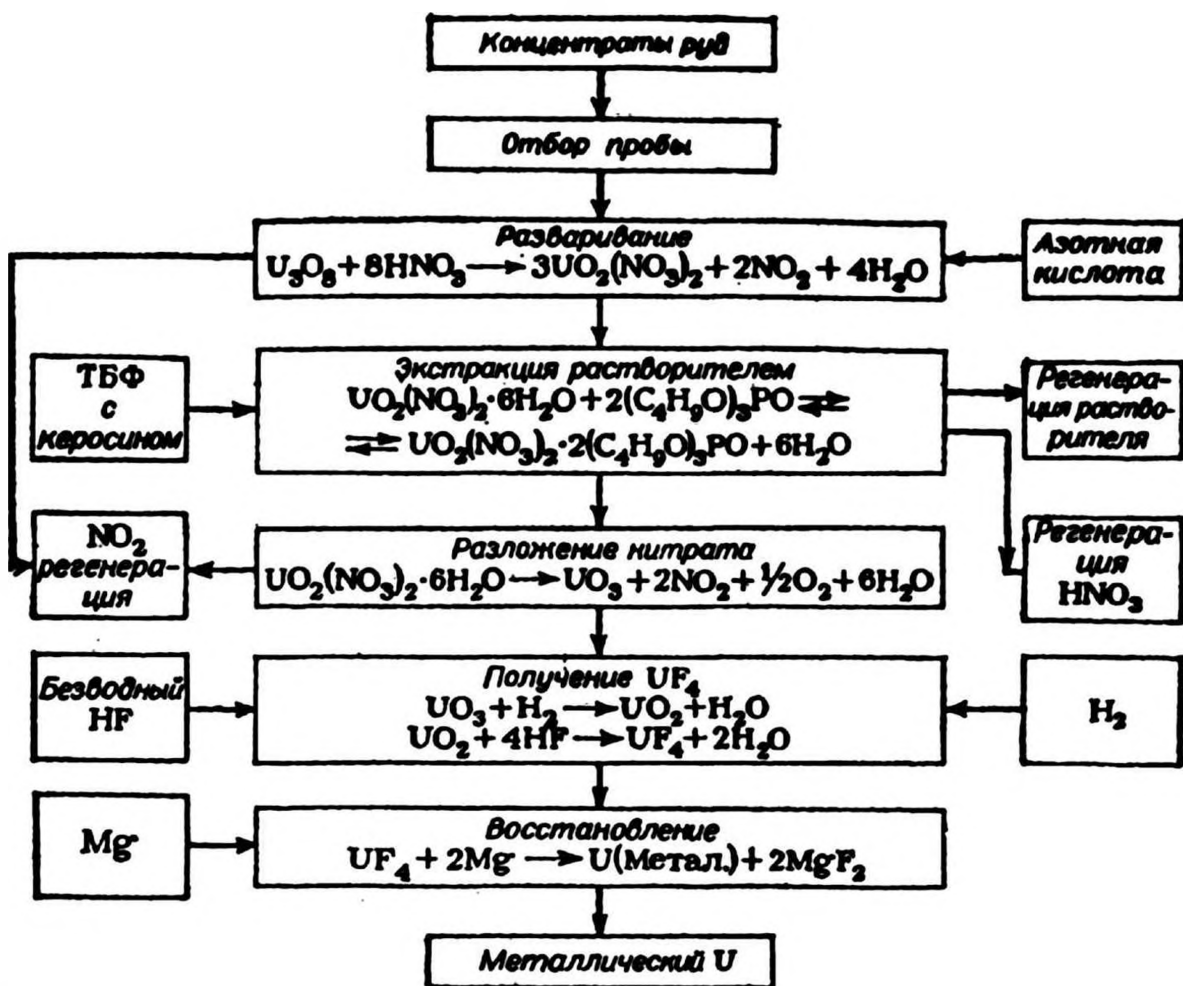 Концентраты руд
Отбор пробы
Разваривание
U₃O₈ + 8HNO₃ → 3UO₂(NO₃)₂ + 2NO₂ + 4H₂O
Азотная
кислота
ТБФ
с
керосином
Экстракция растворителем
UO₂(NO₃)₂·6H₂O + 2(C₄H₉O)₃PO ⇌
⇌ UO₂(NO₃)₂·2(C₄H₉O)₃PO + 6H₂O
Регенера-
ция раство-
рителя
NO₂
регенера-
ция
Разложение нитрата
UO₂(NO₃)₂·6H₂O → UO₃ + 2NO₂ + ½O₂ + 6H₂O
Регенера-
ция
HNO₃
Безводный
HF
Получение UF₄
UO₃ + H₂ → UO₂ + H₂O
UO₂ + 4HF → UF₄ + 2H₂O
H₂
Mg
Восстановление
UF₄ + 2Mg → U(Метал.) + 2MgF₂
Металлический U